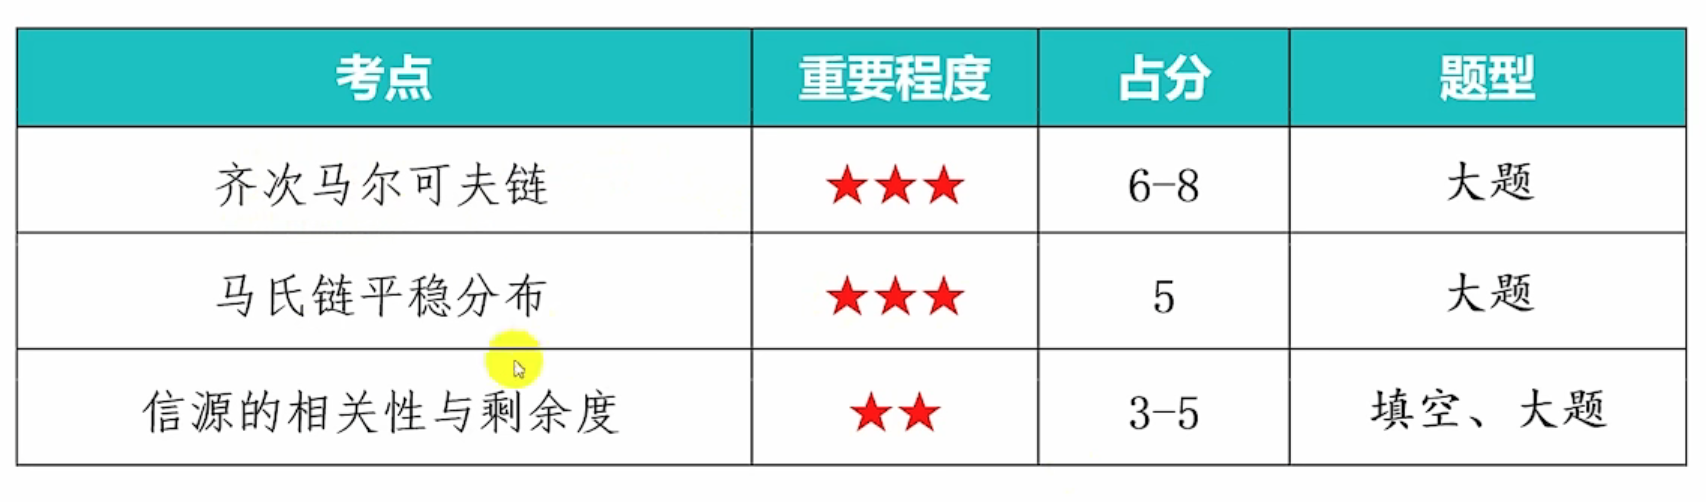 考点 重要程度 占分 题型
齐次马尔可夫链 ★★★ 6-8 大题
马氏链平稳分布 ★★★ 5 大题
信源的相关性与剩余度 ★★ 3-5 填空、大题